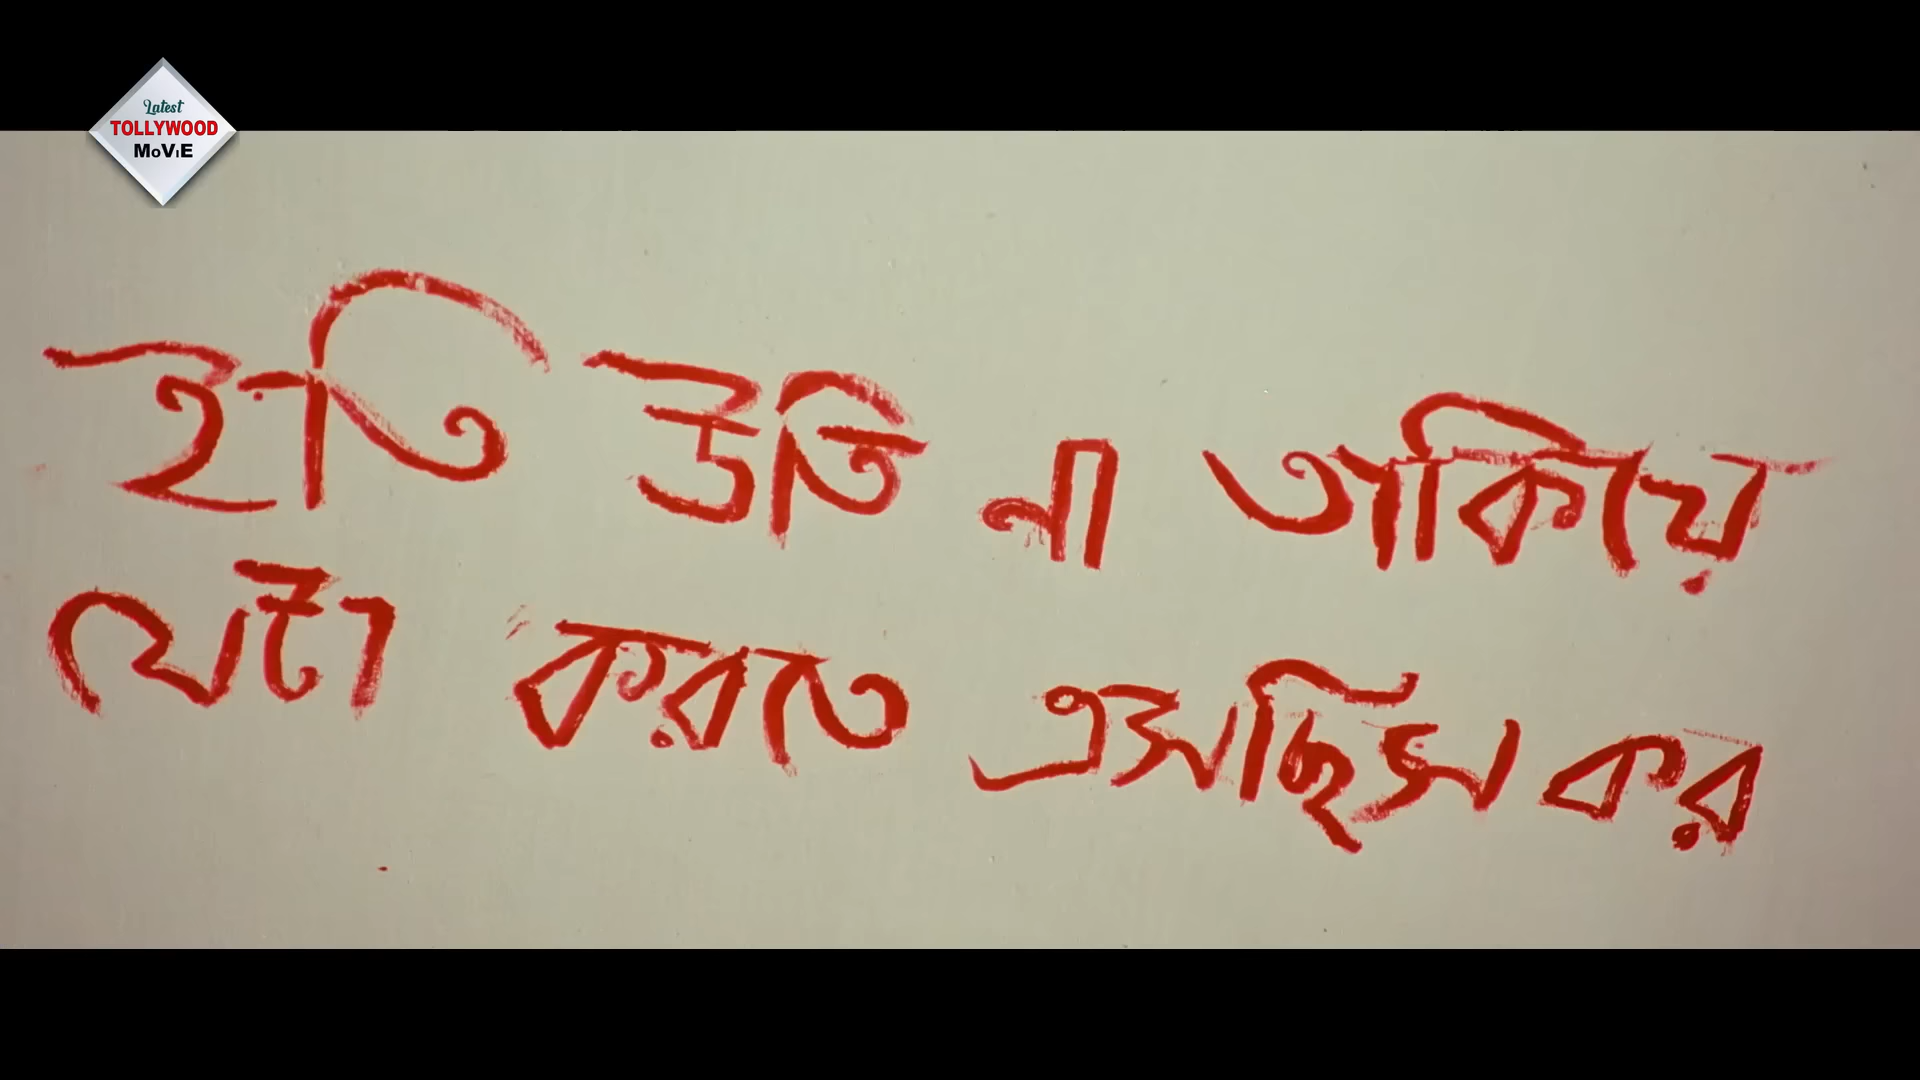 Latest
TOLLYWOOD
MoViE
ইতি উতি না তাকিয়ে
যেটা করতে এসেছিস কর